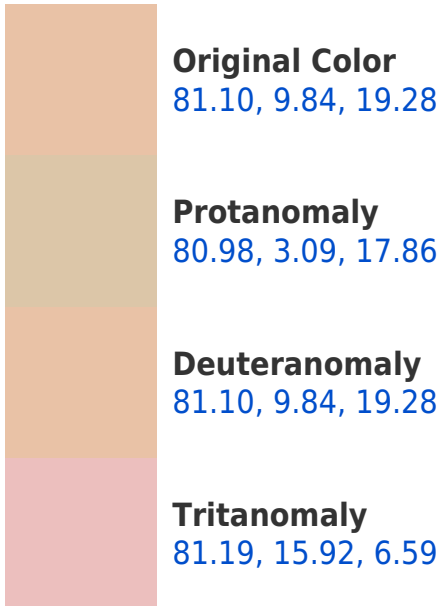 Original Color
81.10, 9.84, 19.28
Protanomaly
80.98, 3.09, 17.86
Deuteranomaly
81.10, 9.84, 19.28
Tritanomaly
81.19, 15.92, 6.59